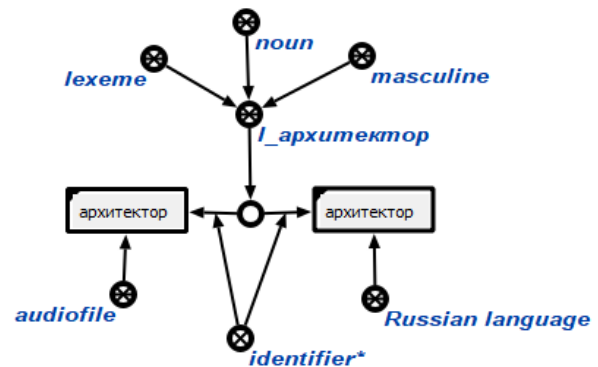 noun
lexeme
masculine
l_архитектор
архитектор
архитектор
audiofile
Russian language
identifier*